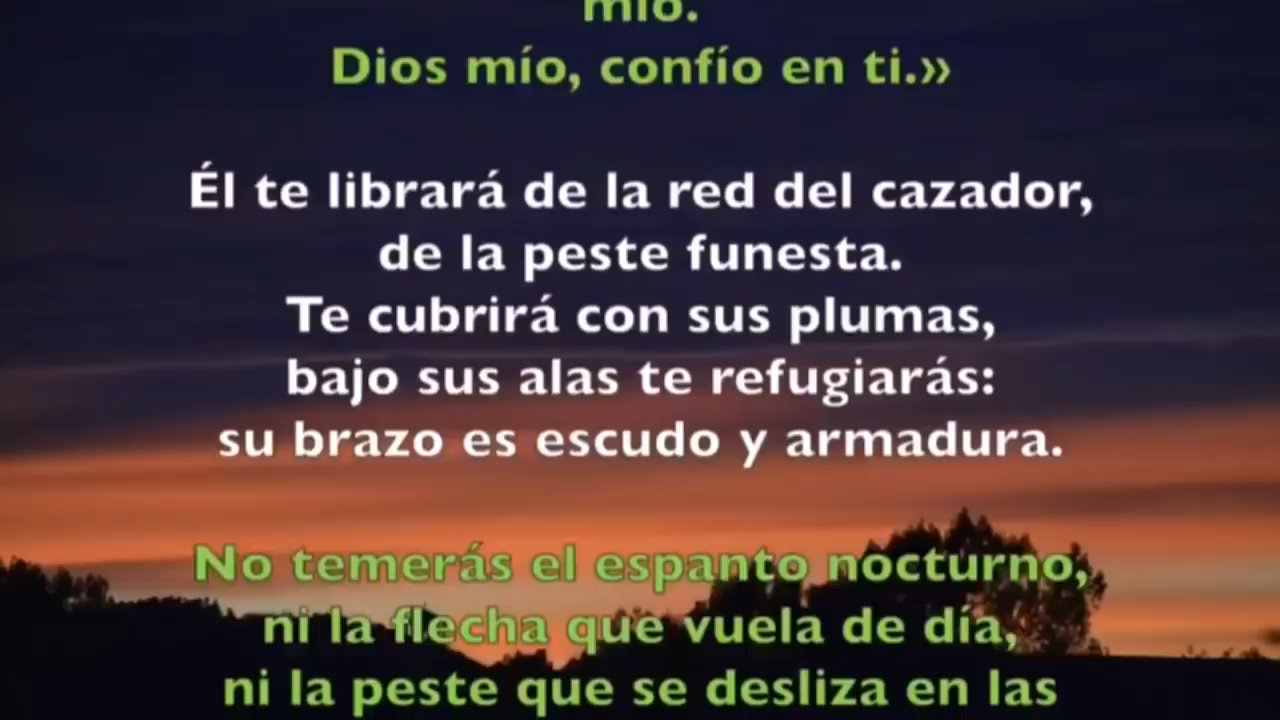 mío.
Dios mío, confío en ti.»
Él te librará de la red del cazador,
de la peste funesta.
Te cubrirá con sus plumas,
bajo sus alas te refugiarás:
su brazo es escudo y armadura.
No temerás el espanto nocturno,
ni la flecha que vuela de día,
ni la peste que se desliza en las